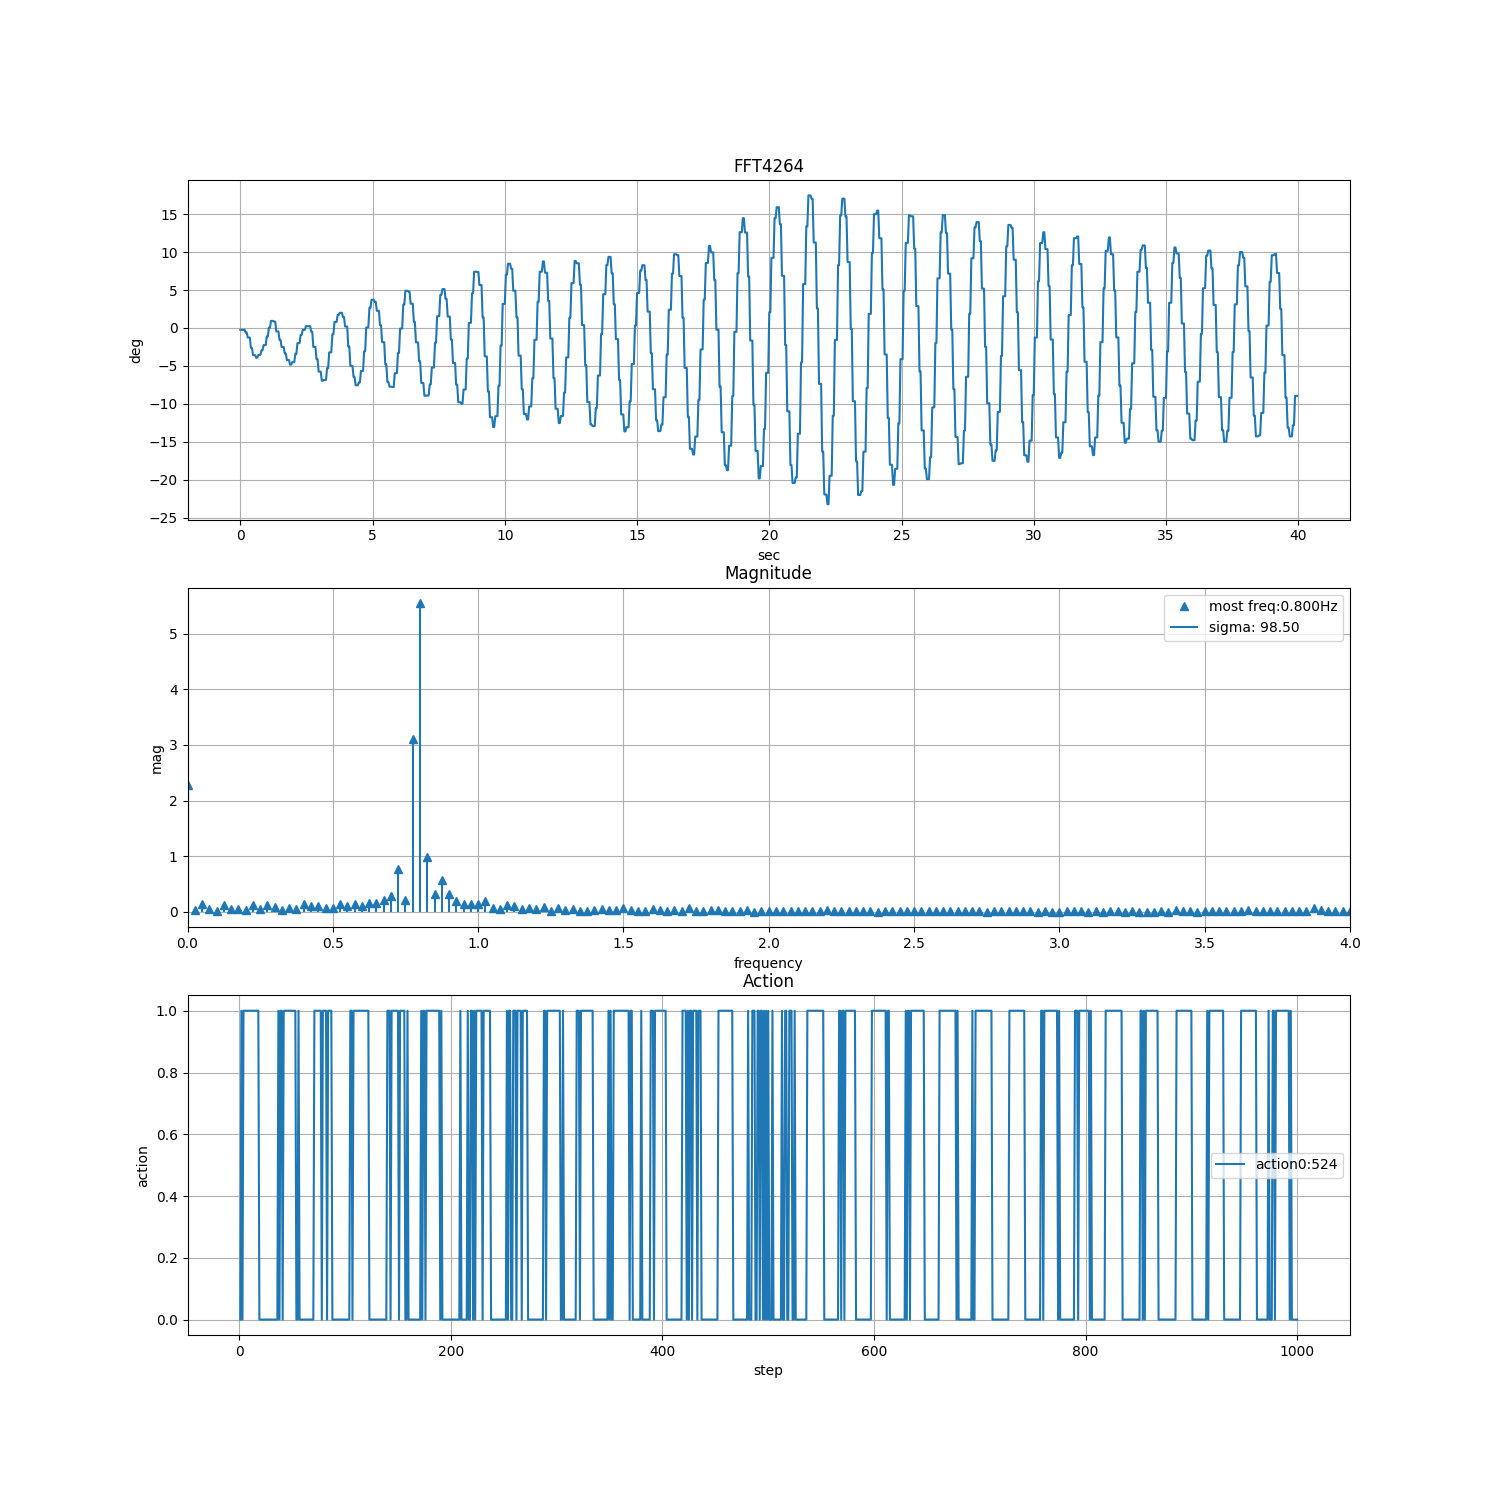 FFT4264
15
10
5
0
−5
−10
−15
−20
−25
deg
0 5 10 15 20 25 30 35 40
sec
Magnitude
most freq:0.800Hz
sigma: 98.50
5
4
3
2
1
0
mag
0.0 0.5 1.0 1.5 2.0 2.5 3.0 3.5 4.0
frequency
Action
1.0
0.8
0.6
0.4
0.2
0.0
action
action0:524
0 200 400 600 800 1000
step